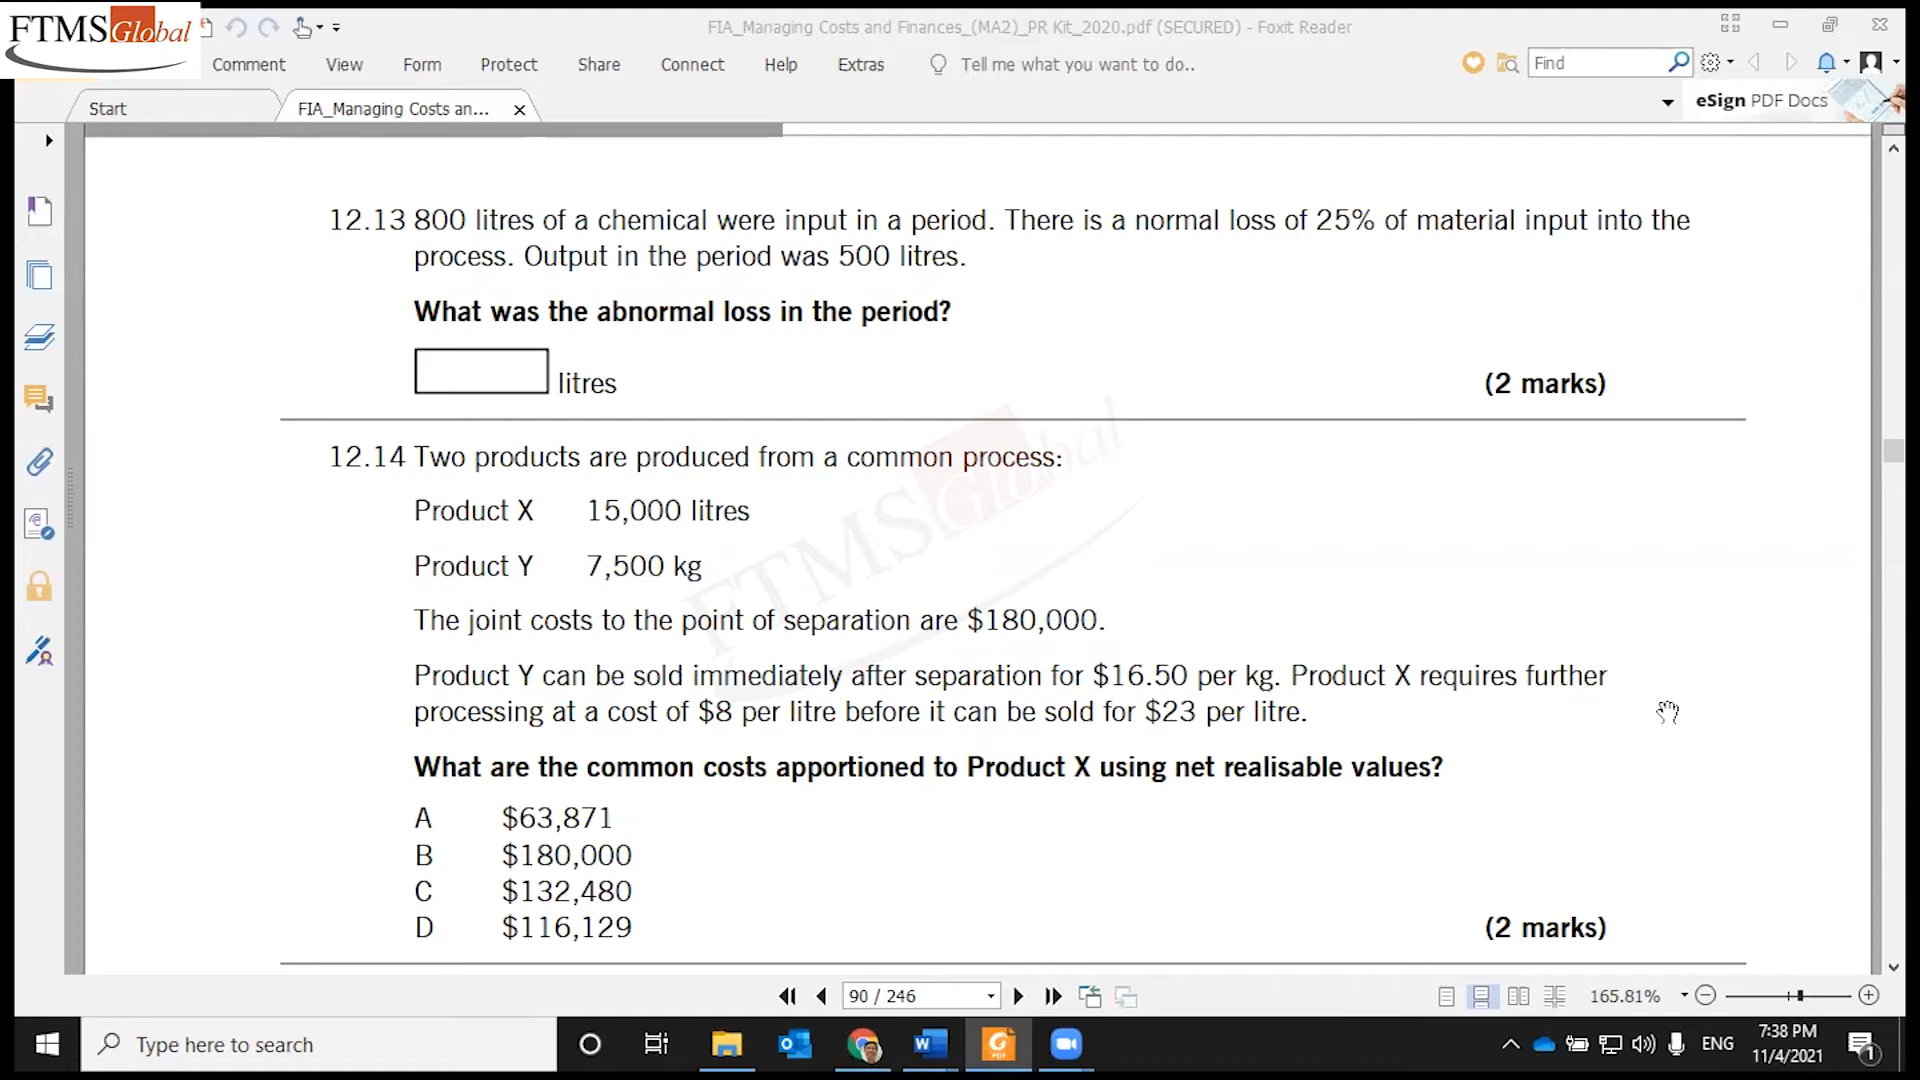 FTMS Global
FIA_Managing Costs and Finances_(MA2)_PR Kit_2020.pdf (SECURED) - Foxit Reader
Comment View Form Protect Share Connect Help Extras Tell me what you want to do.. Find
Start FIA_Managing Costs an... eSign PDF Docs
12.13 800 litres of a chemical were input in a period. There is a normal loss of 25% of material input into the
process. Output in the period was 500 litres.
What was the abnormal loss in the period?
litres (2 marks)
12.14 Two products are produced from a common process:
Product X 15,000 litres
Product Y 7,500 kg
The joint costs to the point of separation are $180,000.
Product Y can be sold immediately after separation for $16.50 per kg. Product X requires further
processing at a cost of $8 per litre before it can be sold for $23 per litre.
What are the common costs apportioned to Product X using net realisable values?
A $63,871
B $180,000
C $132,480
D $116,129 (2 marks)
FTMS Global
90 / 246 165.81%
Type here to search ENG 7:38 PM
11/4/2021 1